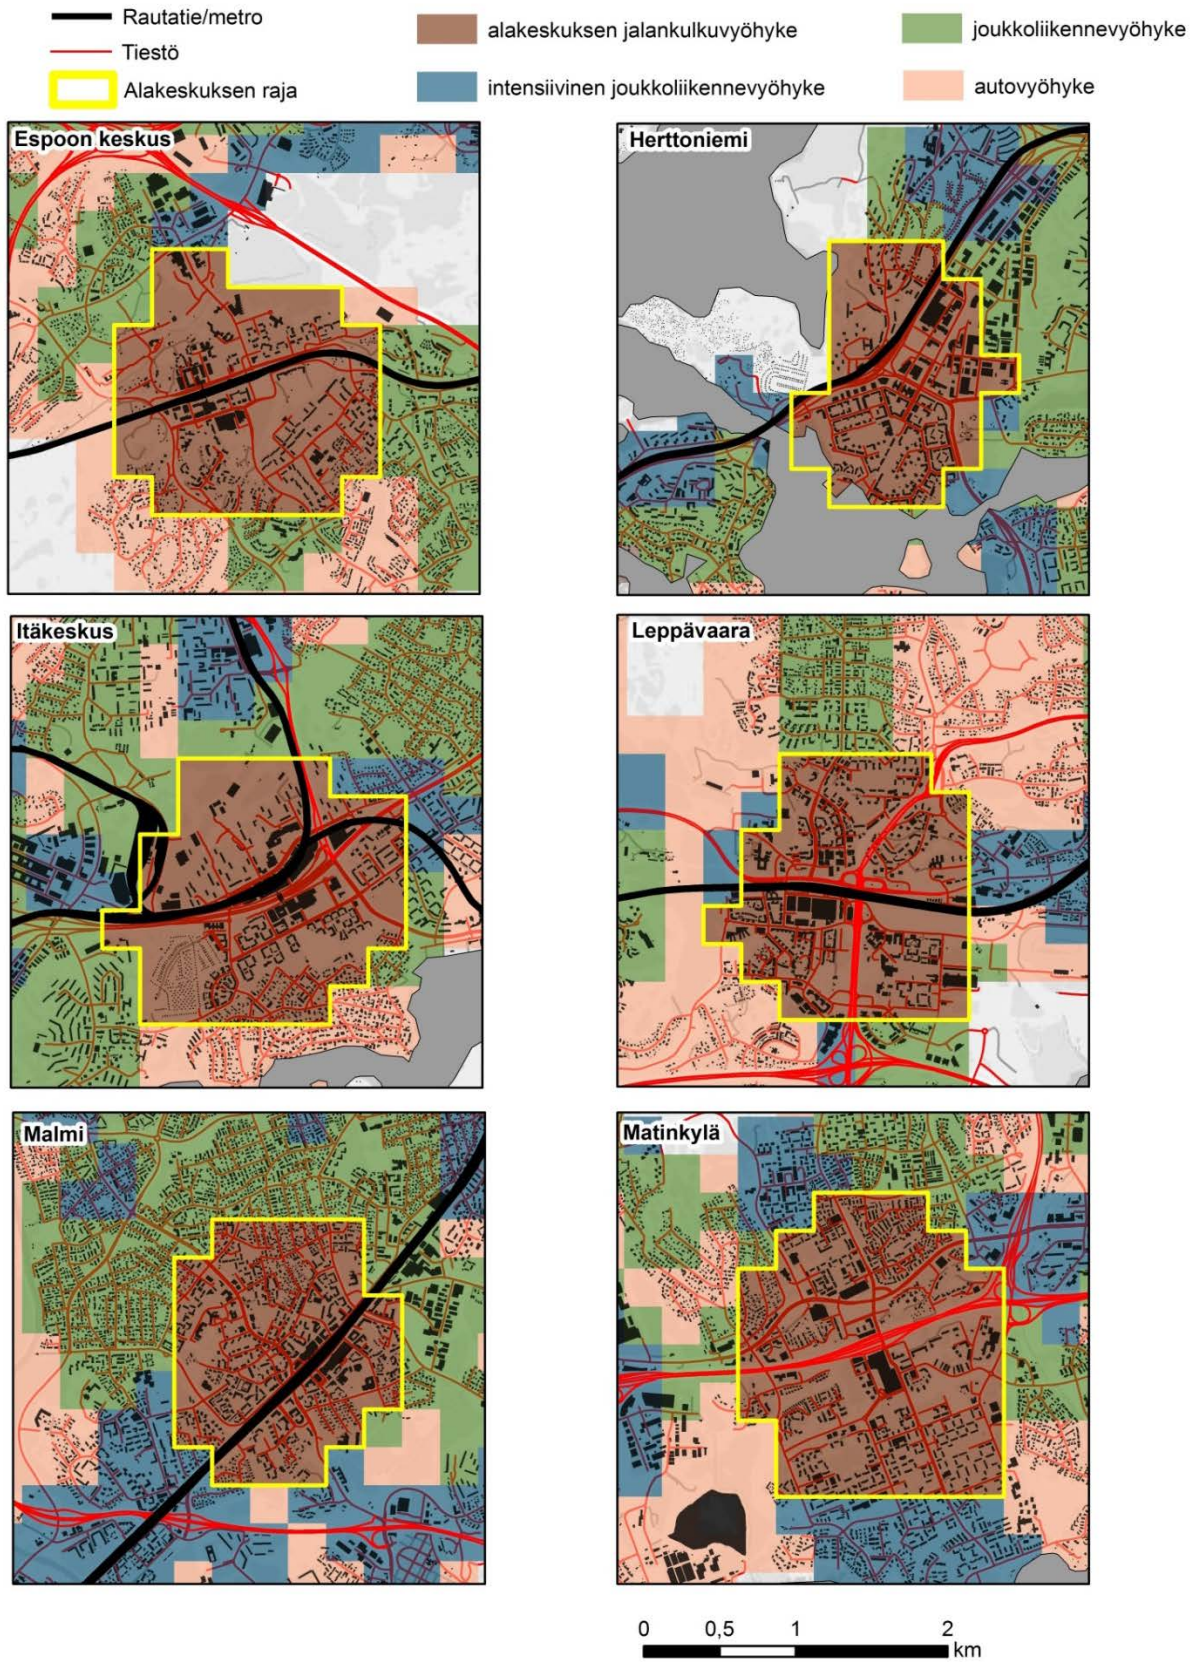 Rautatie/metro
Tiestö
Alakeskuksen raja
alakeskuksen jalankulkuvyöhyke
intensiivinen joukkoliikennevyöhyke
joukkoliikennevyöhyke
autovyöhyke
Espoon keskus
Herttoniemi
Itäkeskus
Leppävaara
Malmi
Matinkylä
0 0,5 1 2
km